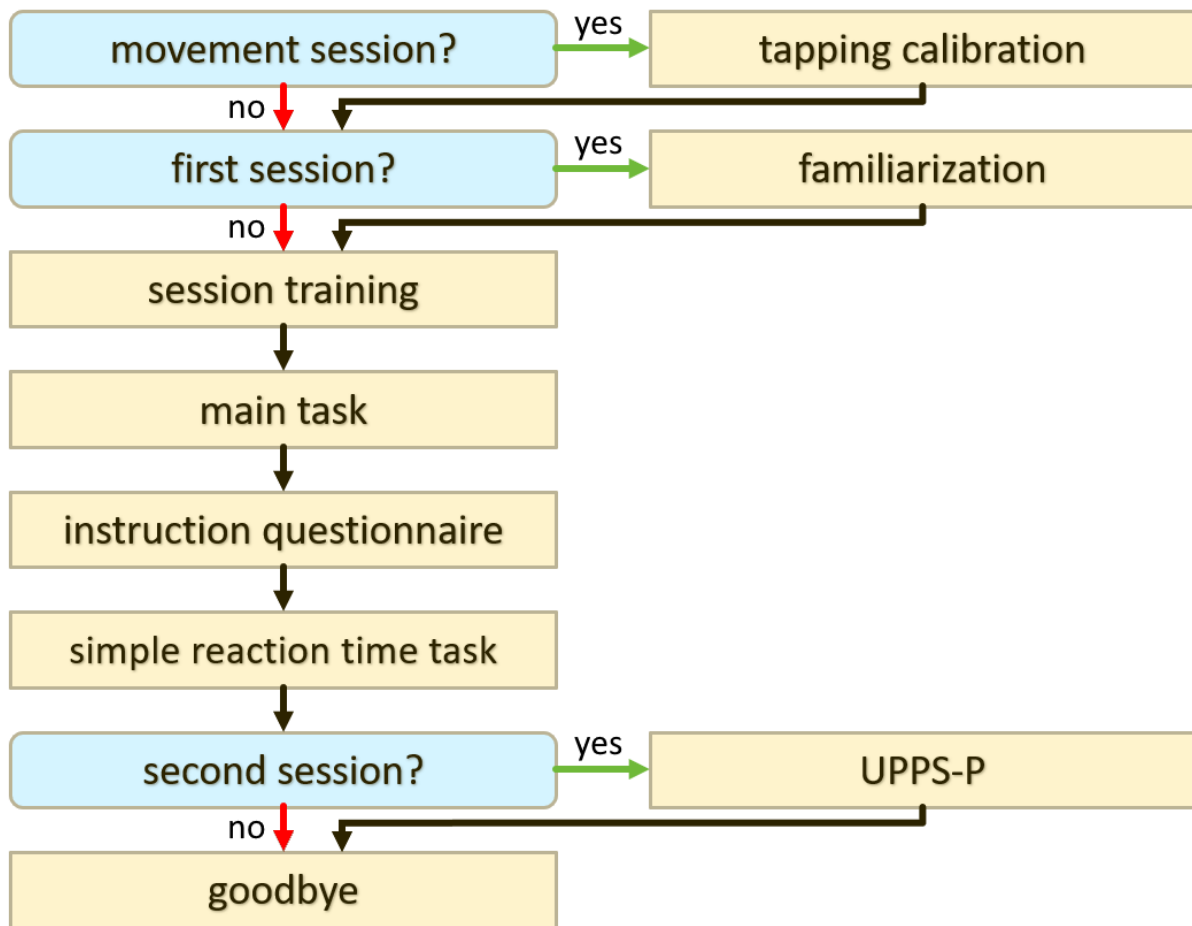 movement session?
yes
tapping calibration
no
first session?
yes
familiarization
no
session training
main task
instruction questionnaire
simple reaction time task
second session?
yes
UPPS-P
no
goodbye